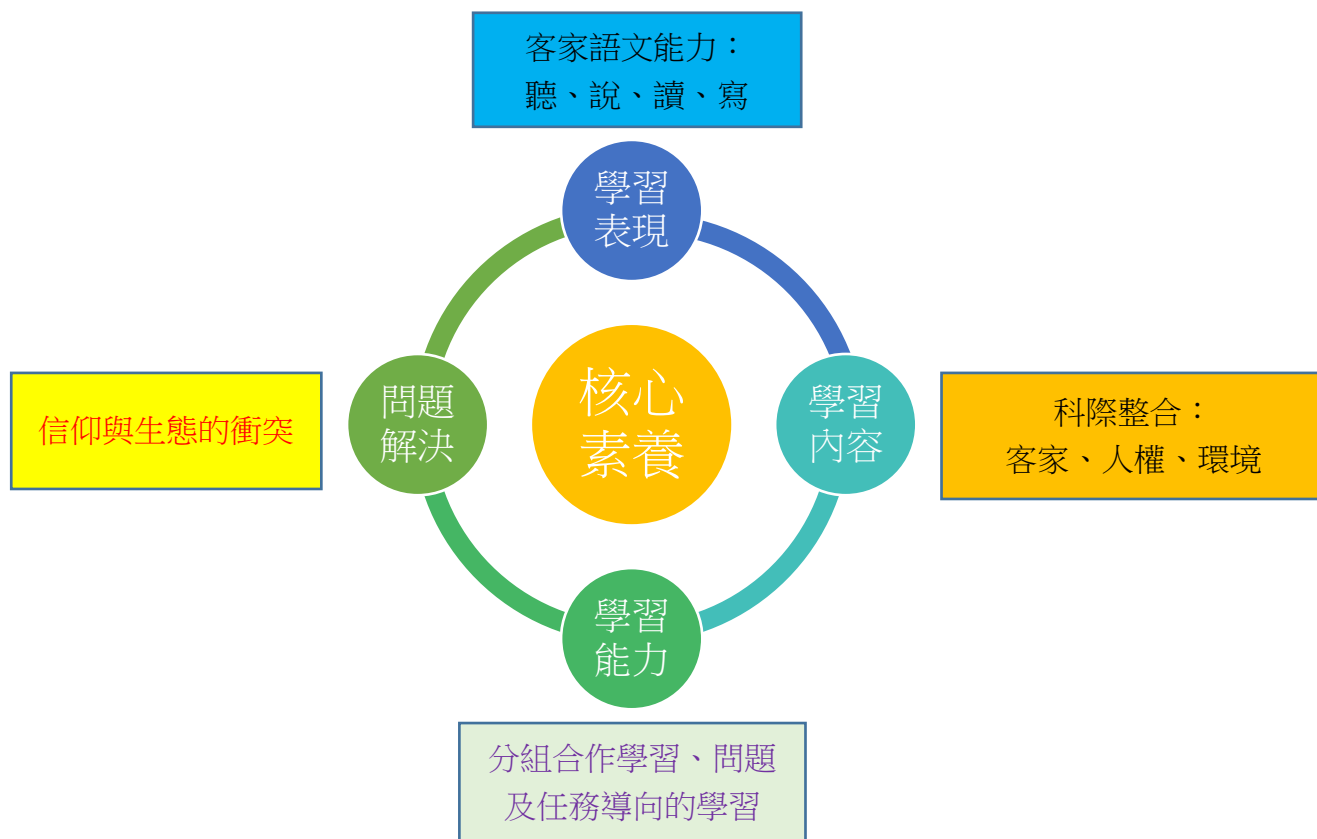 客家語文能力：
聽、說、讀、寫
學習
表現
信仰與生態的衝突
問題
解決
核心
素養
學習
內容
科際整合：
客家、人權、環境
學習
能力
分組合作學習、問題
及任務導向的學習